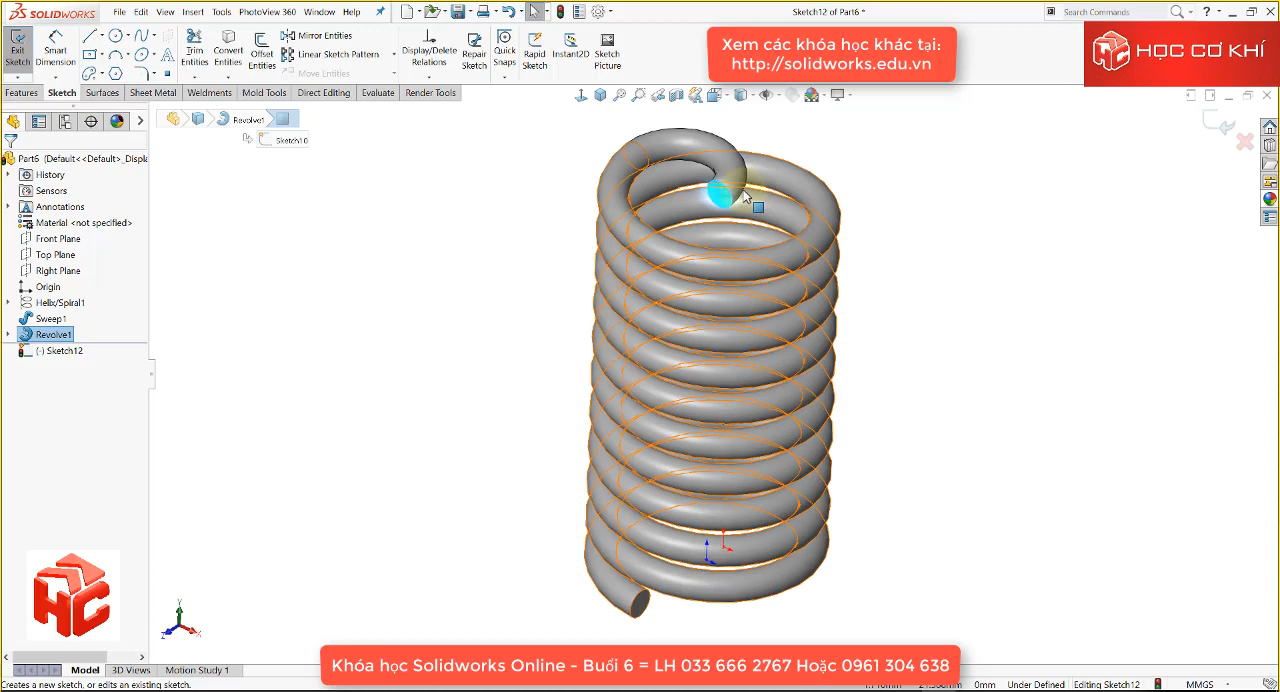 SOLIDWORKS
File Edit View Insert Tools PhotoView 360 Window Help
Sketch12 of Part6 *
Search Commands
Exit Sketch
Smart Dimension
Trim Entities
Convert Entities
Offset Entities
Mirror Entities
Linear Sketch Pattern
Move Entities
Display/Delete Relations
Repair Sketch
Quick Snaps
Rapid Sketch
Instant2D
Sketch Picture
Xem các khóa học khác tại:
http://solidworks.edu.vn
HỌC CƠ KHÍ
Features Sketch Surfaces Sheet Metal Weldments Mold Tools Direct Editing Evaluate Render Tools
Revolve1
Sketch10
Part6 (Default<<Default>_Displa
History
Sensors
Annotations
Material <not specified>
Front Plane
Top Plane
Right Plane
Origin
Helix/Spiral1
Sweep1
Revolve1
(-) Sketch12
HC
Y
X
Z
Khóa học Solidworks Online - Buổi 6 = LH 033 666 2767 Hoặc 0961 304 638
Model 3D Views Motion Study 1
Creates a new sketch, or edits an existing sketch.
0mm Under Defined Editing Sketch12 MMGS